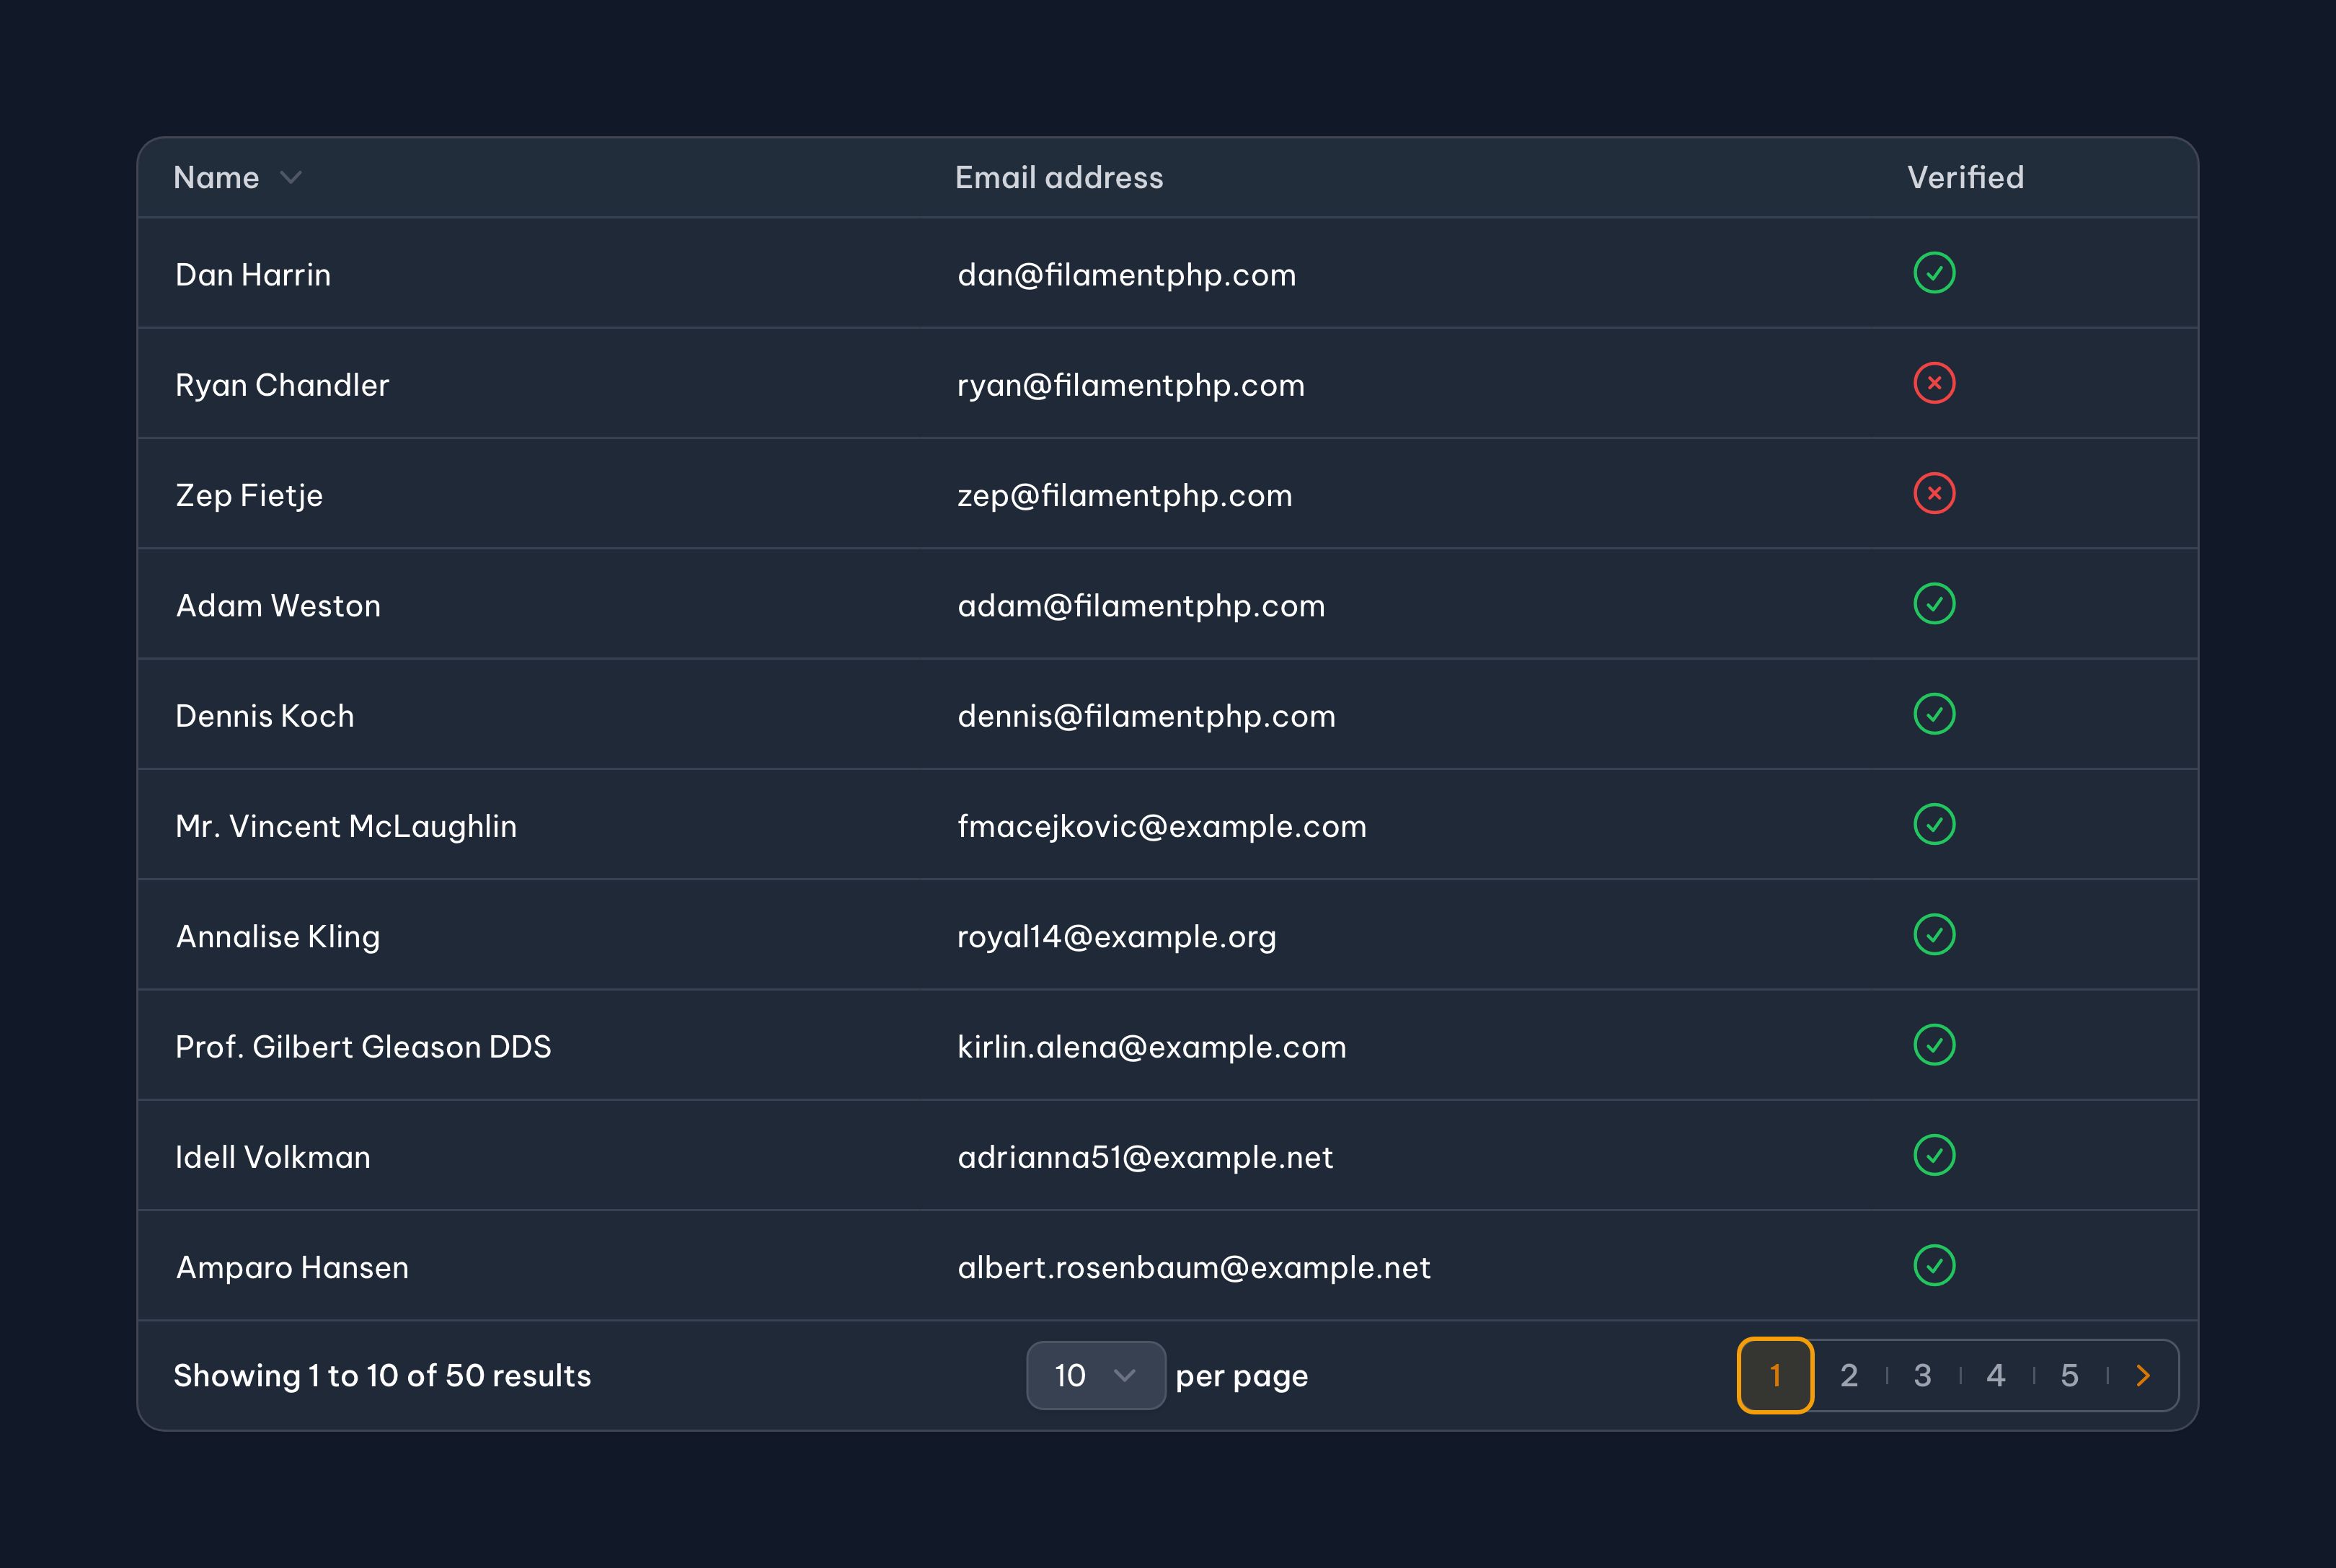 Name Email address Verified
Dan Harrin dan@filamentphp.com
Ryan Chandler ryan@filamentphp.com
Zep Fietje zep@filamentphp.com
Adam Weston adam@filamentphp.com
Dennis Koch dennis@filamentphp.com
Mr. Vincent McLaughlin fmacejkovic@example.com
Annalise Kling royal14@example.org
Prof. Gilbert Gleason DDS kirlin.alena@example.com
Idell Volkman adrianna51@example.net
Amparo Hansen albert.rosenbaum@example.net
Showing 1 to 10 of 50 results 10 per page 1 2 3 4 5